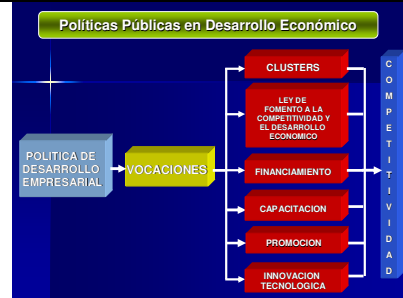 Políticas Públicas en Desarrollo Económico
POLITICA DE
DESARROLLO
EMPRESARIAL
VOCACIONES
CLUSTERS
LEY DE
FOMENTO A LA
COMPETITIVIDAD Y
EL DESARROLLO
ECONOMICO
FINANCIAMIENTO
CAPACITACION
PROMOCION
INNOVACION
TECNOLOGICA
C
O
M
P
E
T
I
T
I
V
I
D
A
D